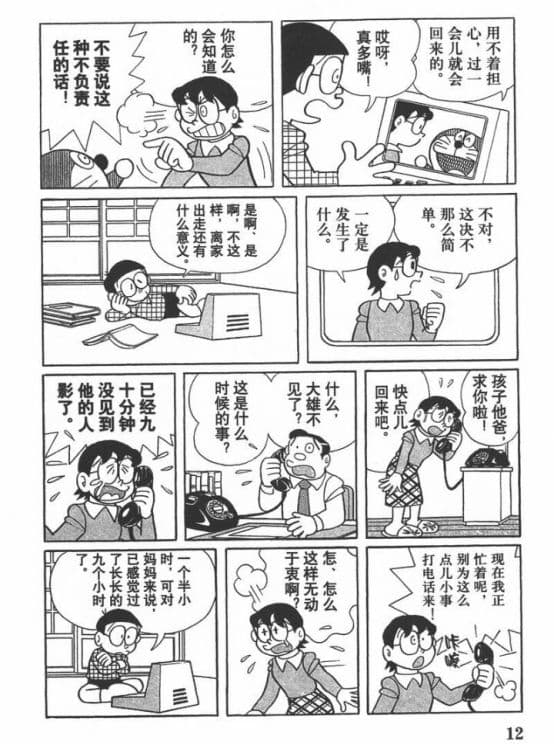 用不着担
心，过一
会儿就会
回来的。
哎呀，
真多嘴！
你怎么
会知道
的？
不要说这
种不负责
任的话！
不对，
这决不
那么简
单。
一定是
发生了
什么。
是啊、是
啊，不这
样，离家
出走还有
什么意义。
孩子他爸，
求你啦！
快点儿
回来吧。
什么，
大雄不
见了？
这是什么
时候的事？
已经九
十分钟
没见到
他的人
影了。
现在我正
忙着呢，
别为这么
点儿小事
打电话来！
咔
嚓
怎、怎么
这样无动
于衷啊？
一个半小
时，可对
妈妈来说，
已感觉过
了长长的
九个小时
了。
12